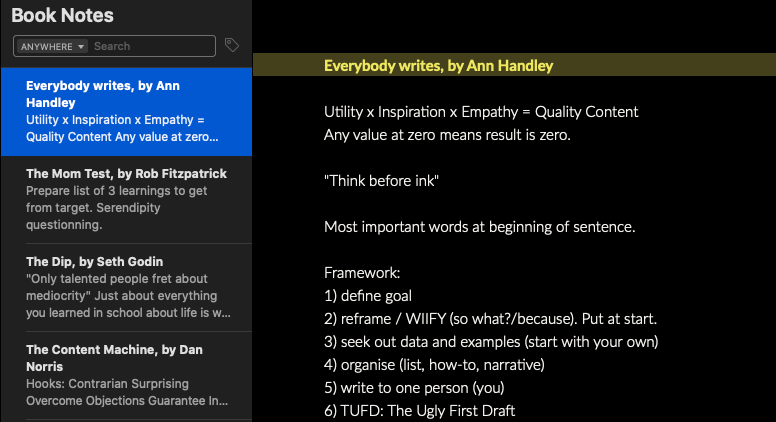 Book Notes
ANYWHERE Search
Everybody writes, by Ann
Handley
Utility x Inspiration x Empathy =
Quality Content Any value at zero...
The Mom Test, by Rob Fitzpatrick
Prepare list of 3 learnings to get
from target. Serendipity
questionning.
The Dip, by Seth Godin
"Only talented people fret about
mediocrity" Just about everything
you learned in school about life is w...
The Content Machine, by Dan
Norris
Hooks: Contrarian Surprising
Overcome Objections Guarantee In...
Everybody writes, by Ann Handley
Utility x Inspiration x Empathy = Quality Content
Any value at zero means result is zero.
"Think before ink"
Most important words at beginning of sentence.
Framework:
1) define goal
2) reframe / WIIFY (so what?/because). Put at start.
3) seek out data and examples (start with your own)
4) organise (list, how-to, narrative)
5) write to one person (you)
6) TUFD: The Ugly First Draft